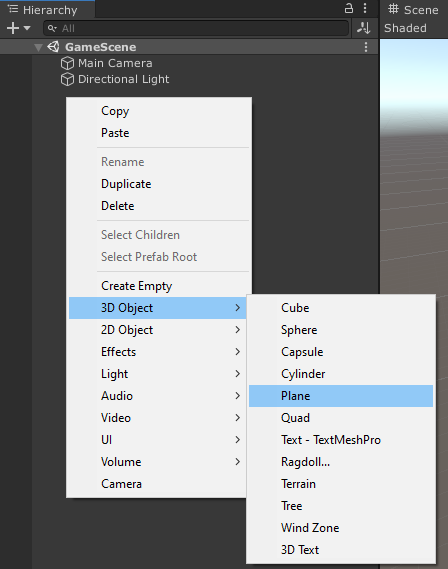 Hierarchy
Scene
All
Shaded
GameScene
Main Camera
Directional Light
Copy
Paste
Rename
Duplicate
Delete
Select Children
Select Prefab Root
Create Empty
3D Object
2D Object
Effects
Light
Audio
Video
UI
Volume
Camera
Cube
Sphere
Capsule
Cylinder
Plane
Quad
Text - TextMeshPro
Ragdoll...
Terrain
Tree
Wind Zone
3D Text